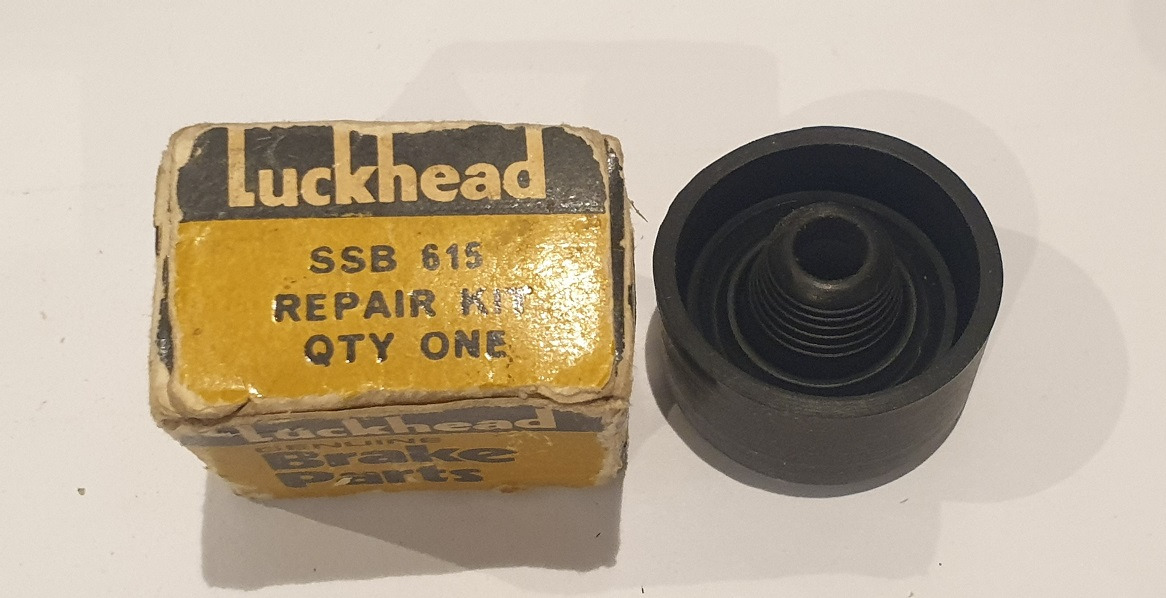 Luckhead
SSB 615
REPAIR KIT
QTY ONE
Luckhead
GENUINE
Brake
Parts